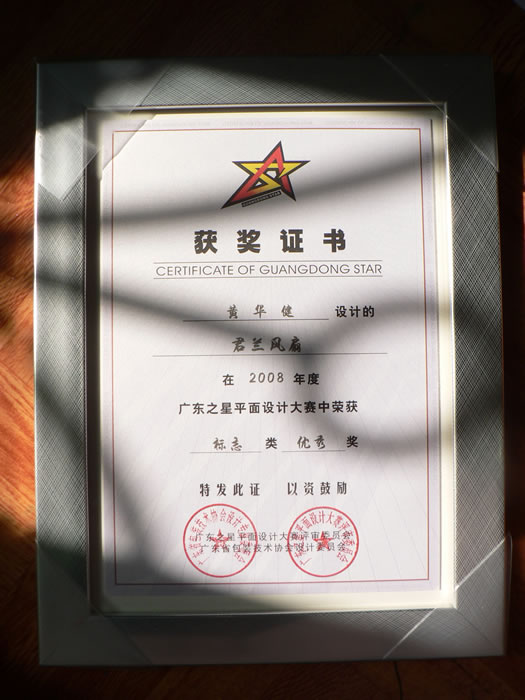 获奖证书
CERTIFICATE OF GUANGDONG STAR
黄华健 设计的
君兰风扇
在 2008 年度
广东之星平面设计大赛中荣获
标志 类 优秀 奖
特发此证 以资鼓励
广东之星平面设计大赛评审委员会
广东省包装技术协会设计委员会